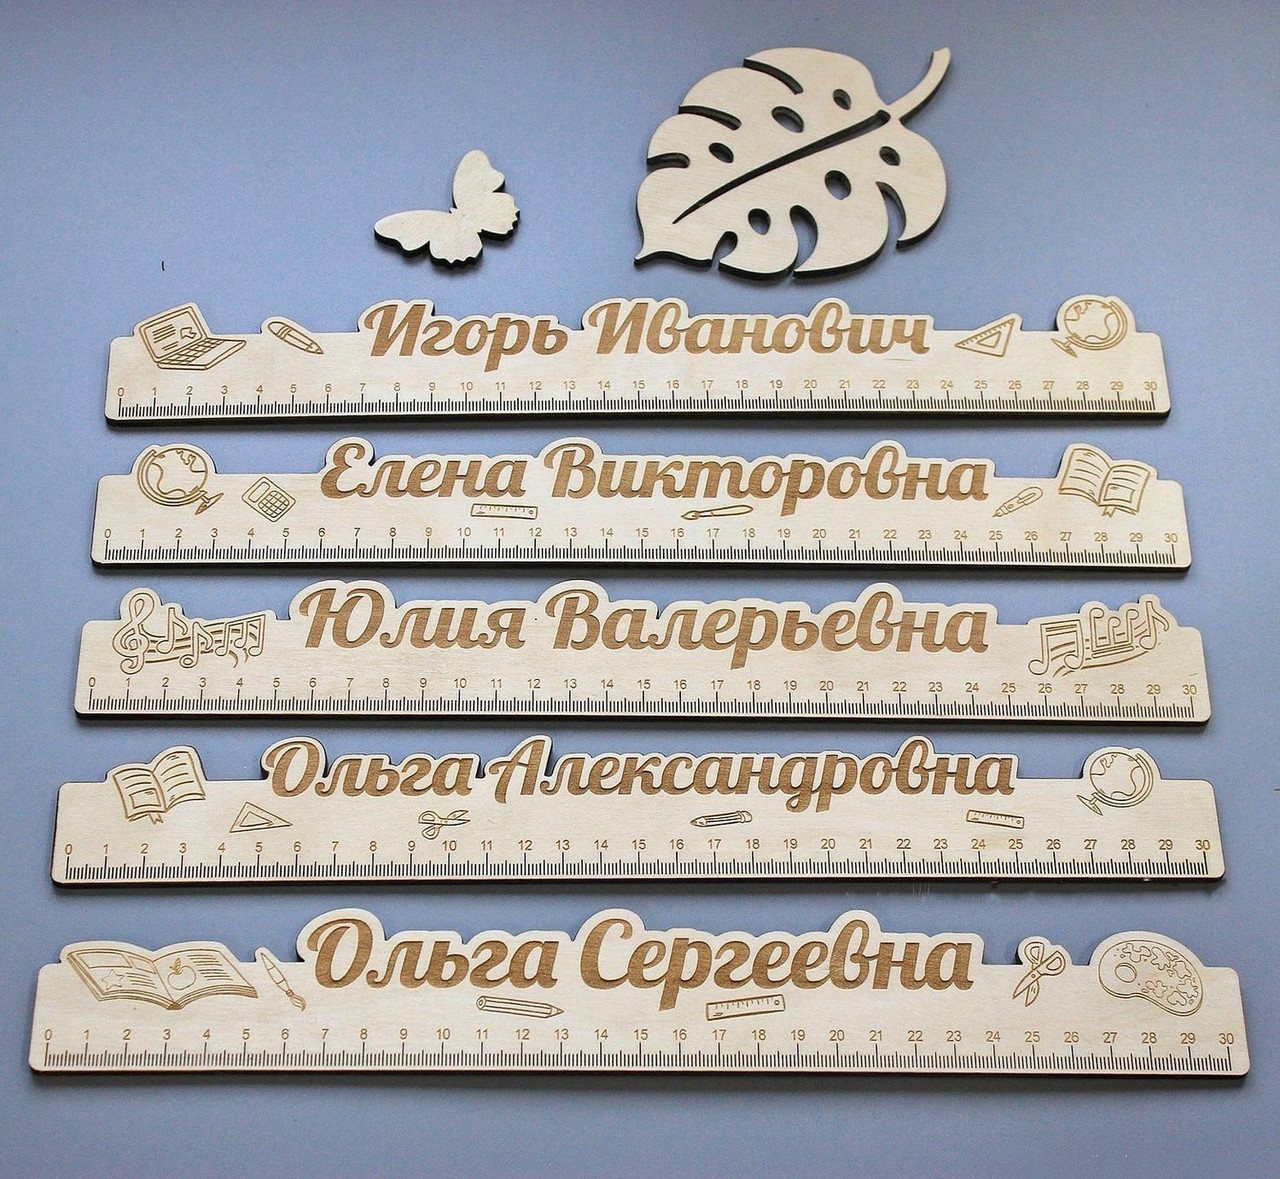 Игорь Иванович
0 1 2 3 4 5 6 7 8 9 10 11 12 13 14 15 16 17 18 19 20 21 22 23 24 25 26 27 28 29 30
Елена Викторовна
0 1 2 3 4 5 6 7 8 9 10 11 12 13 14 15 16 17 18 19 20 21 22 23 24 25 26 27 28 29 30
Юлия Валерьевна
0 1 2 3 4 5 6 7 8 9 10 11 12 13 14 15 16 17 18 19 20 21 22 23 24 25 26 27 28 29 30
Ольга Александровна
0 1 2 3 4 5 6 7 8 9 10 11 12 13 14 15 16 17 18 19 20 21 22 23 24 25 26 27 28 29 30
Ольга Сергеевна
0 1 2 3 4 5 6 7 8 9 10 11 12 13 14 15 16 17 18 19 20 21 22 23 24 25 26 27 28 29 30